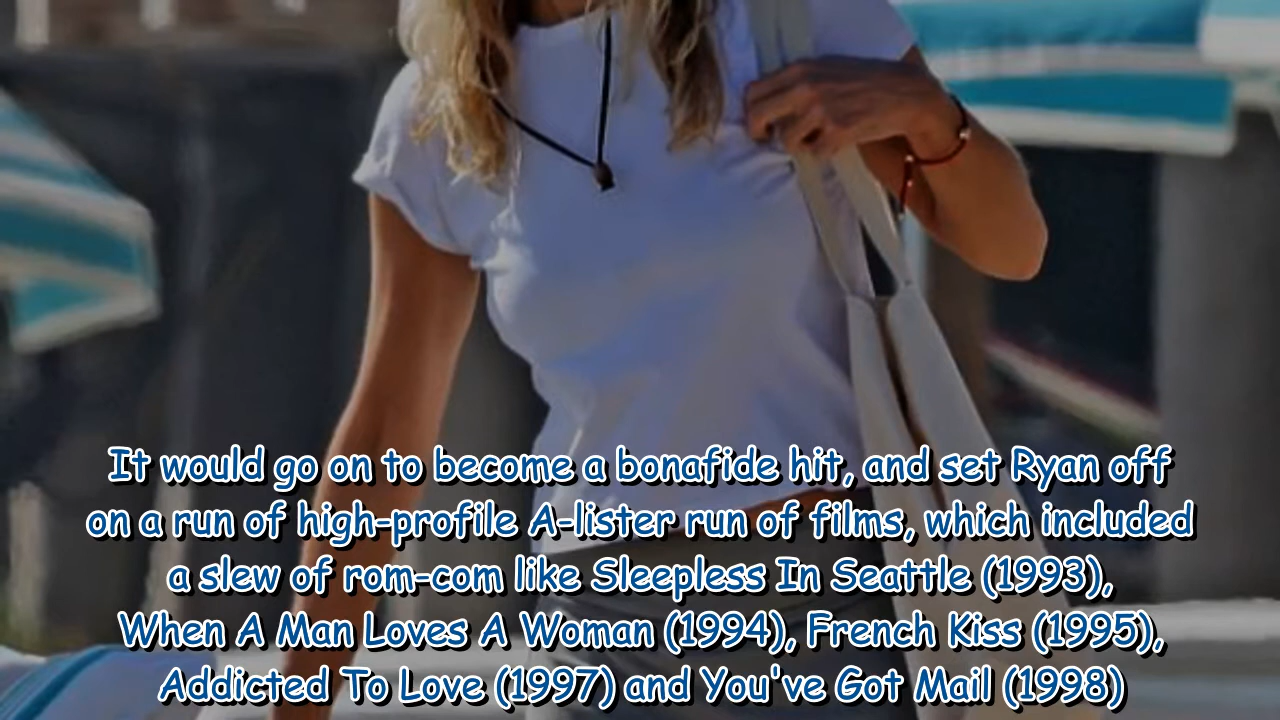 It would go on to become a bonafide hit, and set Ryan off
on a run of high-profile A-lister run of films, which included
a slew of rom-com like Sleepless In Seattle (1993),
When A Man Loves A Woman (1994), French Kiss (1995),
Addicted To Love (1997) and You've Got Mail (1998)